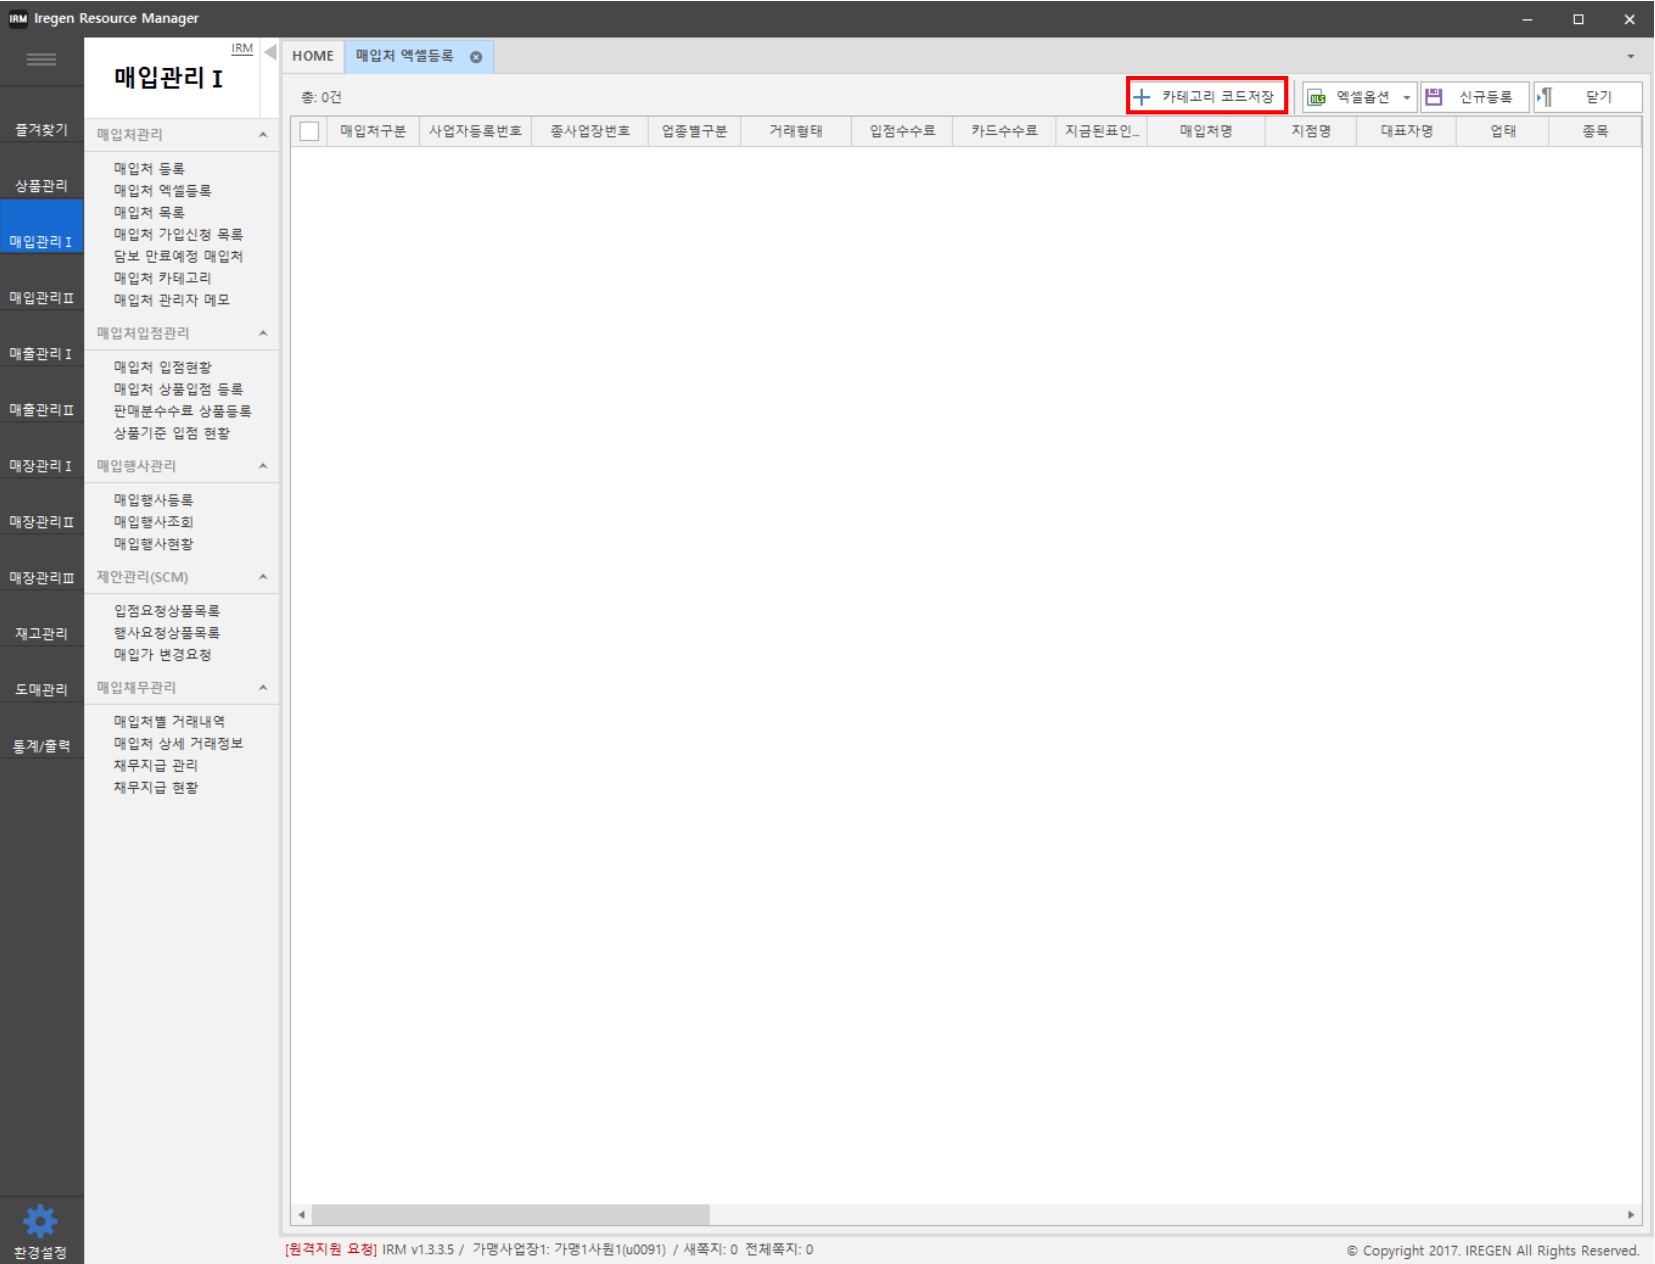 IRM Iregen Resource Manager
즐겨찾기
상품관리
매입관리 I
매입관리 II
매출관리 I
매출관리 II
매장관리 I
매장관리 II
매장관리 III
재고관리
도매관리
통계/출력
환경설정
IRM
매입관리 I
매입처관리
매입처 등록
매입처 엑셀등록
매입처 목록
매입처 가입신청 목록
담보 만료예정 매입처
매입처 카테고리
매입처 관리자 메모
매입처입점관리
매입처 입점현황
매입처 상품입점 등록
판매분수수료 상품등록
상품기준 입점 현황
매입행사관리
매입행사등록
매입행사조회
매입행사현황
제안관리(SCM)
입점요청상품목록
행사요청상품목록
매입가 변경요청
매입채무관리
매입처별 거래내역
매입처 상세 거래정보
채무지급 관리
채무지급 현황
HOME 매입처 엑셀등록
총: 0건
카테고리 코드저장 XLS 엑셀옵션 신규등록 닫기
매입처구분 사업자등록번호 종사업장번호 업종별구분 거래형태 입점수수료 카드수수료 지금된표인... 매입처명 지점명 대표자명 업태 종목
[원격지원 요청] IRM v1.3.3.5 / 가맹사업장1: 가맹1사원1(u0091) / 새쪽지: 0 전체쪽지: 0
© Copyright 2017. IREGEN All Rights Reserved.